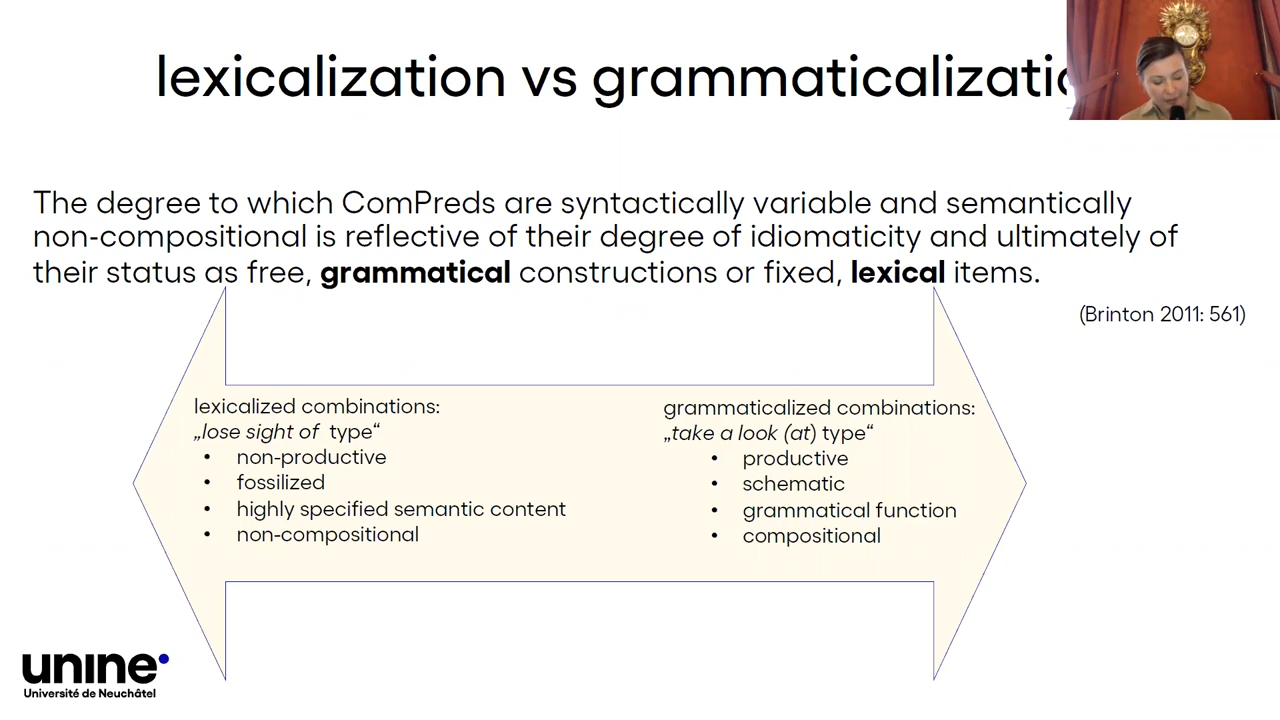 lexicalization vs
The degree to which ComPreds are syntactically variable and semantically
non-compositional is reflective of their degree of idiomaticity and ultimately of
their status as free, grammatical constructions or fixed, lexical items.
(Brinton 2011: 561)
lexicalized combinations:
„lose sight of type“
• non-productive
• fossilized
• highly specified semantic content
• non-compositional
grammaticalized combinations:
„take a look (at) type“
• productive
• schematic
• grammatical function
• compositional
unine
Université de Neuchâtel